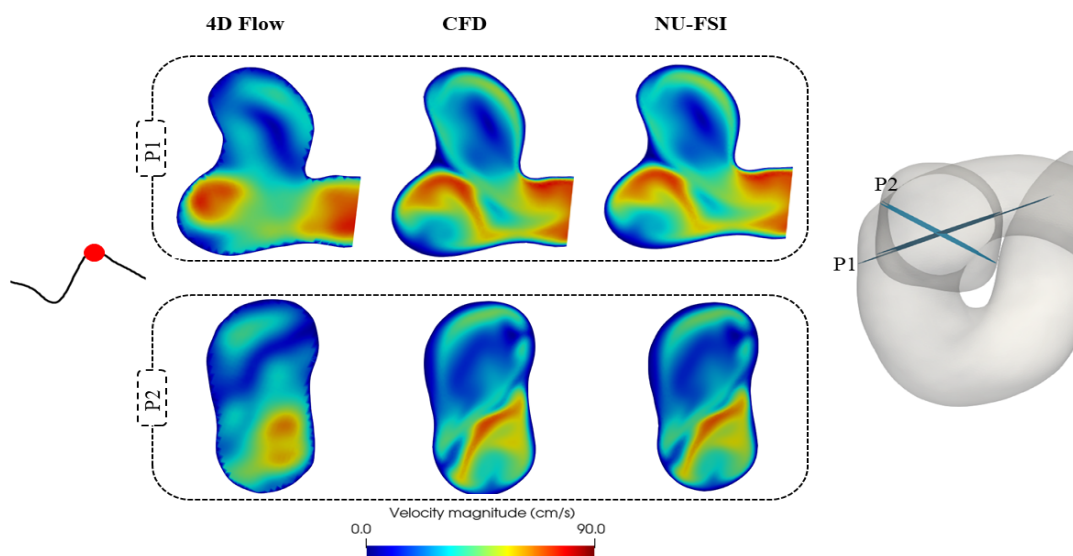 4D Flow CFD NU-FSI
P1
P2
P1
P2
Velocity magnitude (cm/s)
0.0 90.0